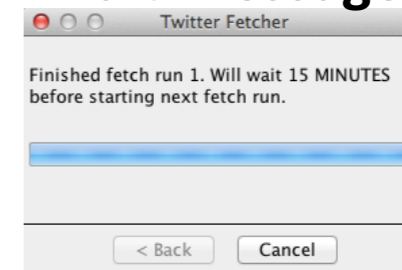 Twitter Fetcher
Finished fetch run 1. Will wait 15 MINUTES
before starting next fetch run.
< Back
Cancel